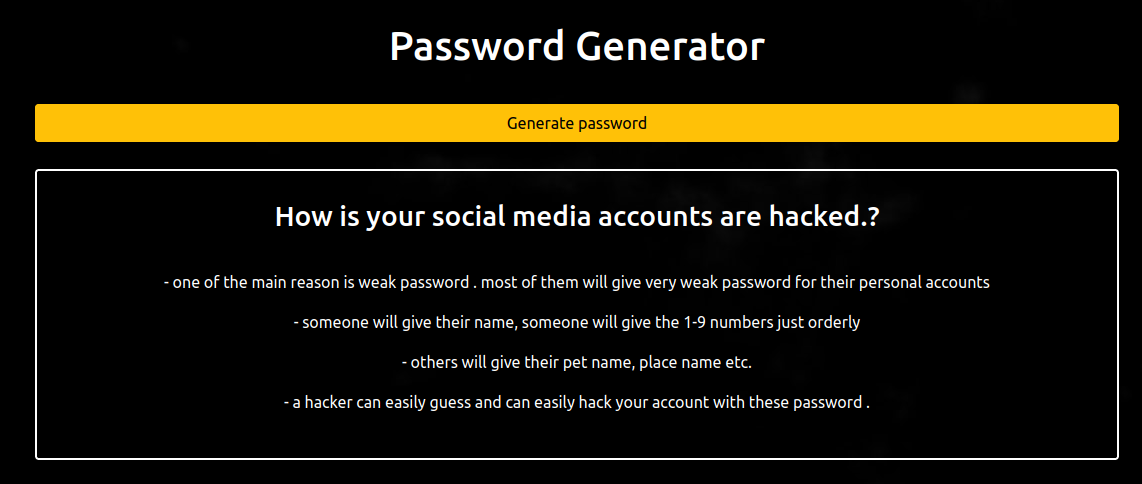 Password Generator
Generate password
How is your social media accounts are hacked.?
- one of the main reason is weak password . most of them will give very weak password for their personal accounts
- someone will give their name, someone will give the 1-9 numbers just orderly
- others will give their pet name, place name etc.
- a hacker can easily guess and can easily hack your account with these password .